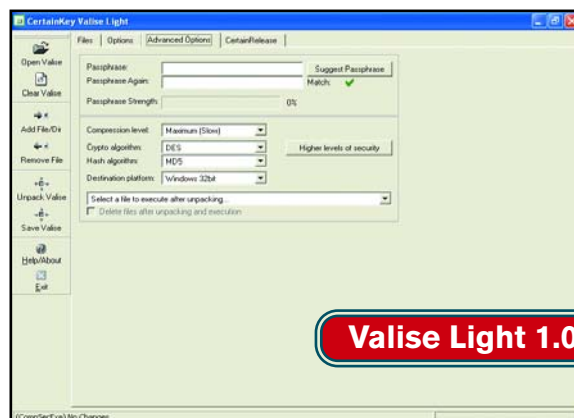 CertainKey Valise Light
Files Options Advanced Options CertainRelease
Open Valise
Clear Valise
Add File/Dir
Remove File
Unpack Valise
Save Valise
Help/About
Exit
Passphrase: Suggest Passphrase
Passphrase Again: Match:
Passphrase Strength: 0%
Compression level: Maximum (Slow)
Crypto algorithm: DES Higher levels of security
Hash algorithm: MD5
Destination platform: Windows 32bit
Select a file to execute after unpacking...
Delete files after unpacking and execution
Valise Light 1.0
(CompSecExe) No Changes